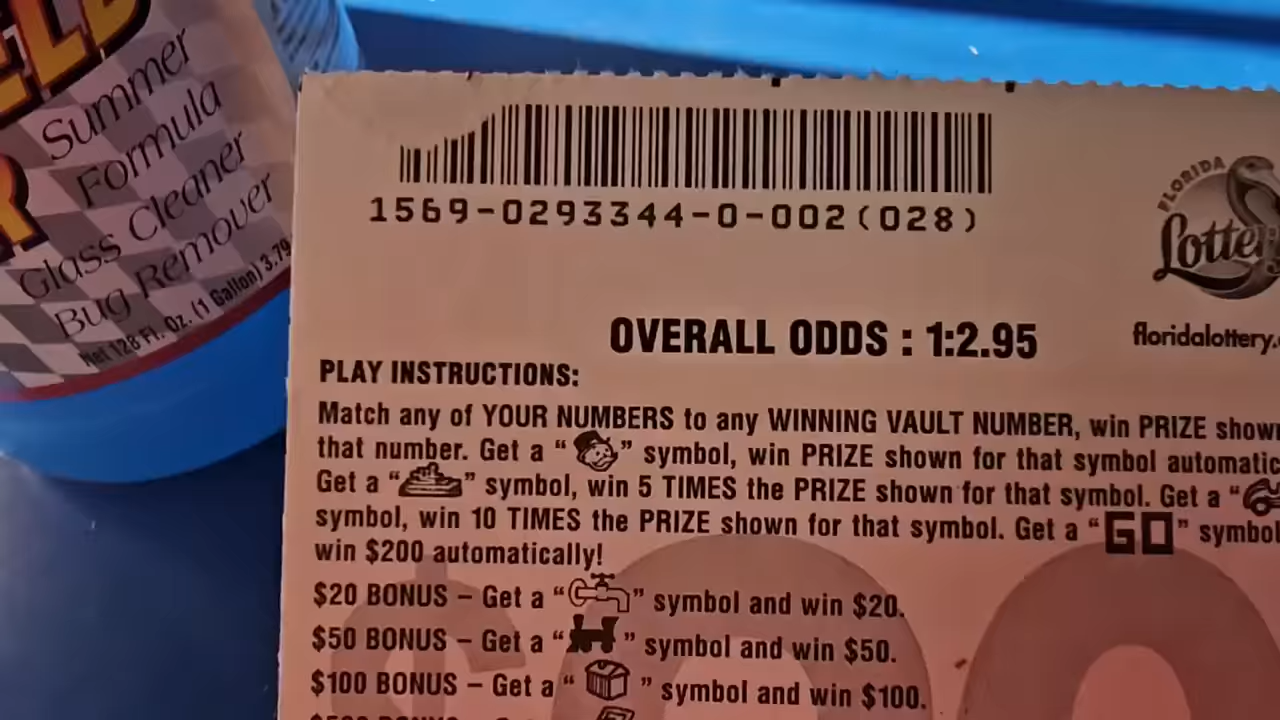 Summer
Formula
Glass Cleaner
Bug Remover
Net 128 Fl. Oz. (1 Gallon) 3.79
1569-0293344-0-002(028)
FLORIDA
Lottery
floridalottery.
OVERALL ODDS : 1:2.95
PLAY INSTRUCTIONS:
Match any of YOUR NUMBERS to any WINNING VAULT NUMBER, win PRIZE shown
that number. Get a “ ” symbol, win PRIZE shown for that symbol automatic
Get a “ ” symbol, win 5 TIMES the PRIZE shown for that symbol. Get a “
symbol, win 10 TIMES the PRIZE shown for that symbol. Get a “GO” symbol
win $200 automatically!
$20 BONUS – Get a “ ” symbol and win $20.
$50 BONUS – Get a “ ” symbol and win $50.
$100 BONUS – Get a “ ” symbol and win $100.